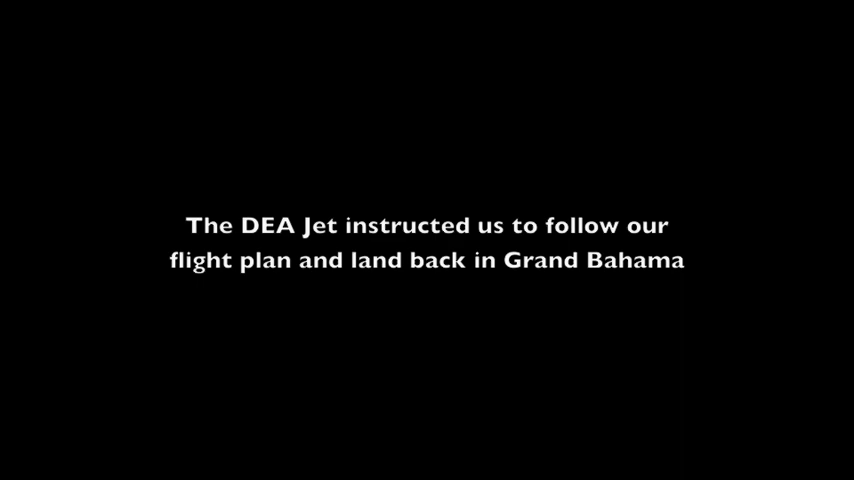 The DEA Jet instructed us to follow our
flight plan and land back in Grand Bahama